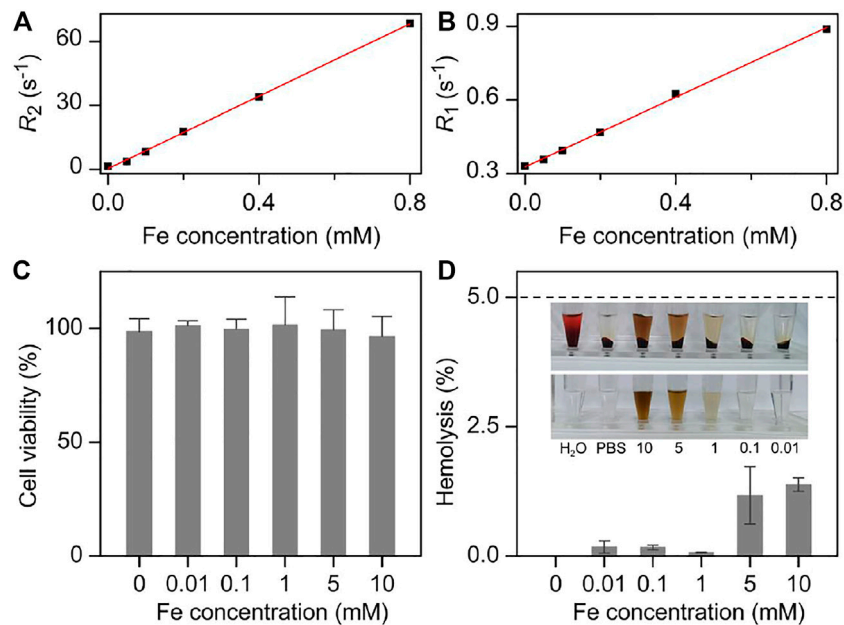 A
R2 (s-1)
60
30
0
0.0 0.4 0.8
Fe concentration (mM)
B
R1 (s-1)
0.9
0.6
0.3
0.0 0.4 0.8
Fe concentration (mM)
C
Cell viability (%)
100
50
0
0 0.01 0.1 1 5 10
Fe concentration (mM)
D
Hemolysis (%)
5.0
2.5
0.0
H2O PBS 10 5 1 0.1 0.01
0 0.01 0.1 1 5 10
Fe concentration (mM)